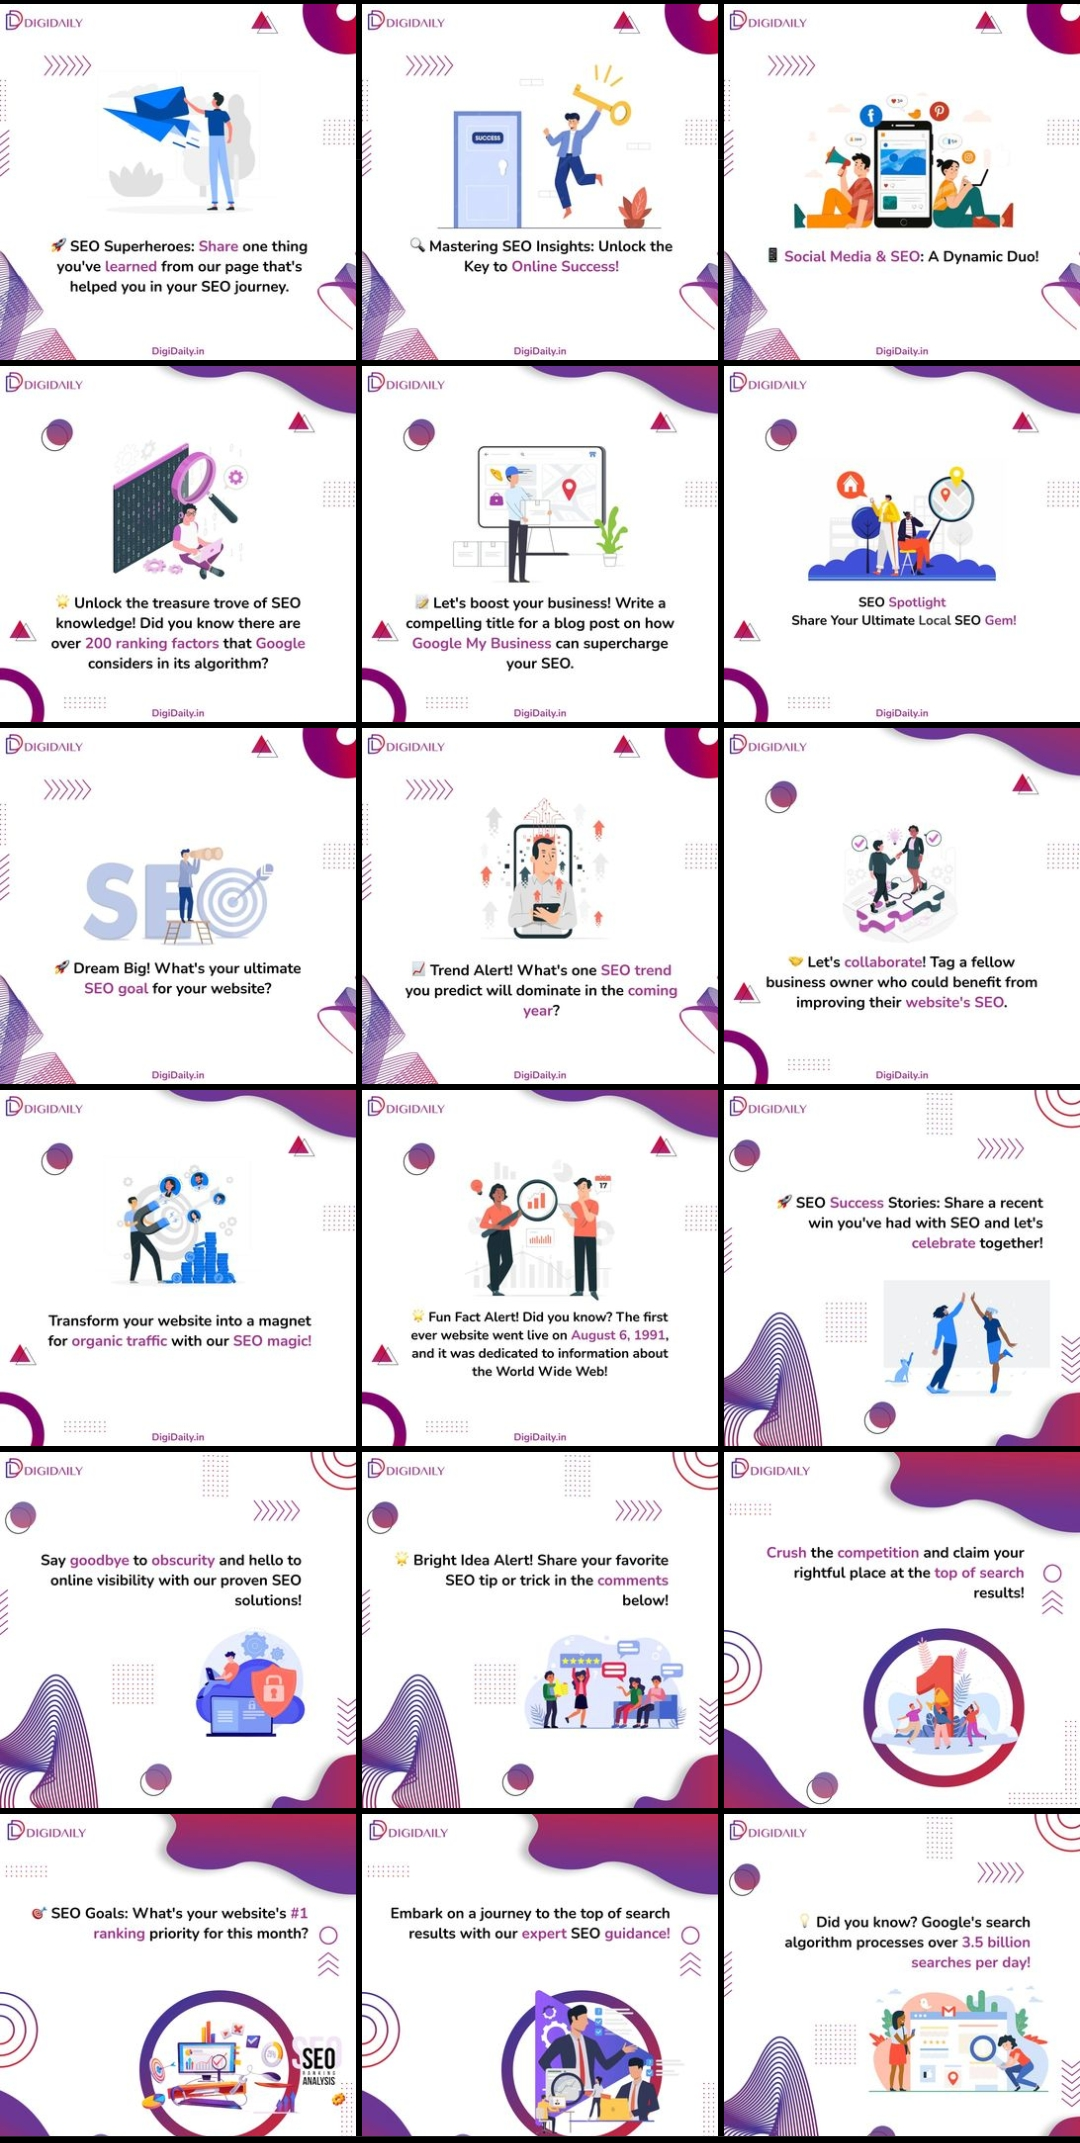 DIGIDAILY
🚀 SEO Superheroes: Share one thing
you've learned from our page that's
helped you in your SEO journey.
DigiDaily.in
DIGIDAILY
SUCCESS
🔍 Mastering SEO Insights: Unlock the
Key to Online Success!
DigiDaily.in
DIGIDAILY
📱 Social Media & SEO: A Dynamic Duo!
DigiDaily.in
DIGIDAILY
🌟 Unlock the treasure trove of SEO
knowledge! Did you know there are
over 200 ranking factors that Google
considers in its algorithm?
DigiDaily.in
DIGIDAILY
📝 Let's boost your business! Write a
compelling title for a blog post on how
Google My Business can supercharge
your SEO.
DigiDaily.in
DIGIDAILY
SEO Spotlight
Share Your Ultimate Local SEO Gem!
DigiDaily.in
DIGIDAILY
SEO
🚀 Dream Big! What's your ultimate
SEO goal for your website?
DigiDaily.in
DIGIDAILY
📈 Trend Alert! What's one SEO trend
you predict will dominate in the coming
year?
DigiDaily.in
DIGIDAILY
🤝 Let's collaborate! Tag a fellow
business owner who could benefit from
improving their website's SEO.
DigiDaily.in
DIGIDAILY
Transform your website into a magnet
for organic traffic with our SEO magic!
DigiDaily.in
DIGIDAILY
17
🌟 Fun Fact Alert! Did you know? The first
ever website went live on August 6, 1991,
and it was dedicated to information about
the World Wide Web!
DigiDaily.in
DIGIDAILY
🚀 SEO Success Stories: Share a recent
win you've had with SEO and let's
celebrate together!
DIGIDAILY
Say goodbye to obscurity and hello to
online visibility with our proven SEO
solutions!
DIGIDAILY
🌟 Bright Idea Alert! Share your favorite
SEO tip or trick in the comments
below!
DIGIDAILY
Crush the competition and claim your
rightful place at the top of search
results!
1
DIGIDAILY
🎯 SEO Goals: What's your website's #1
ranking priority for this month?
SEO
RANKING
ANALYSIS
DIGIDAILY
Embark on a journey to the top of search
results with our expert SEO guidance!
DIGIDAILY
💡 Did you know? Google's search
algorithm processes over 3.5 billion
searches per day!